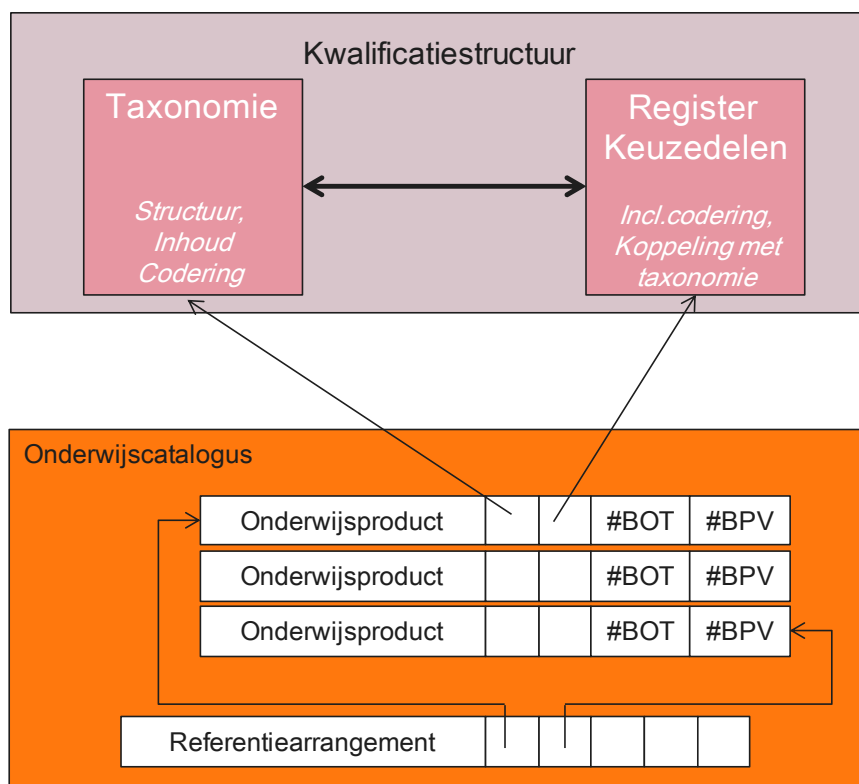 Kwalificatiestructuur
Taxonomie
Structuur,
Inhoud
Codering
Register
Keuzedelen
Incl.codering,
Koppeling met
taxonomie
Onderwijscatalogus
Onderwijsproduct #BOT #BPV
Onderwijsproduct #BOT #BPV
Onderwijsproduct #BOT #BPV
Referentiearrangement